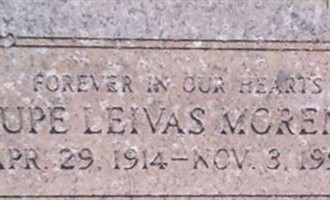 FOREVER IN OUR HEARTS
UPE LEIVAS MOREN
APR. 29, 1914—NOV. 3, 19